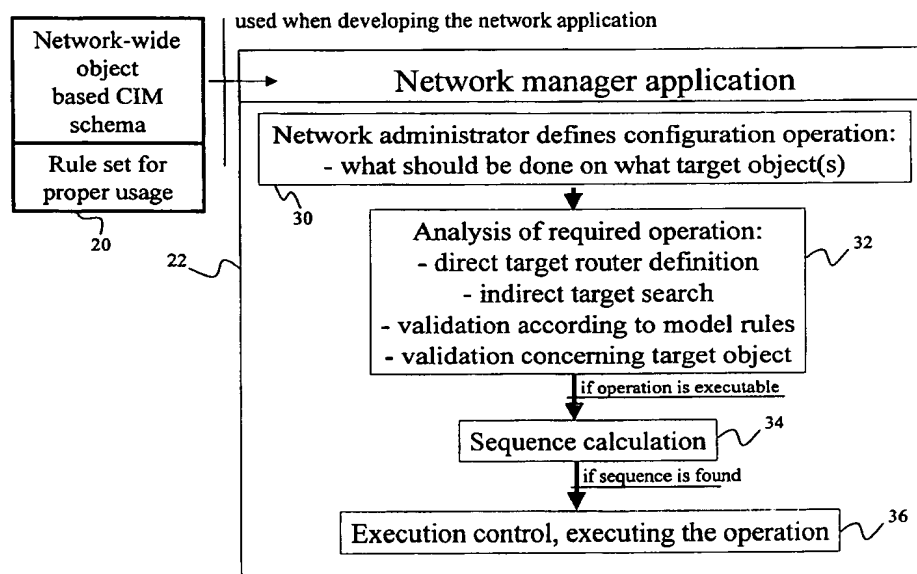 used when developing the network application
Network-wide
object
based CIM
schema
Rule set for
proper usage
20
22
Network manager application
Network administrator defines configuration operation:
- what should be done on what target object(s)
30
Analysis of required operation:
- direct target router definition
- indirect target search
- validation according to model rules
- validation concerning target object
32
if operation is executable
Sequence calculation
34
if sequence is found
Execution control, executing the operation
36